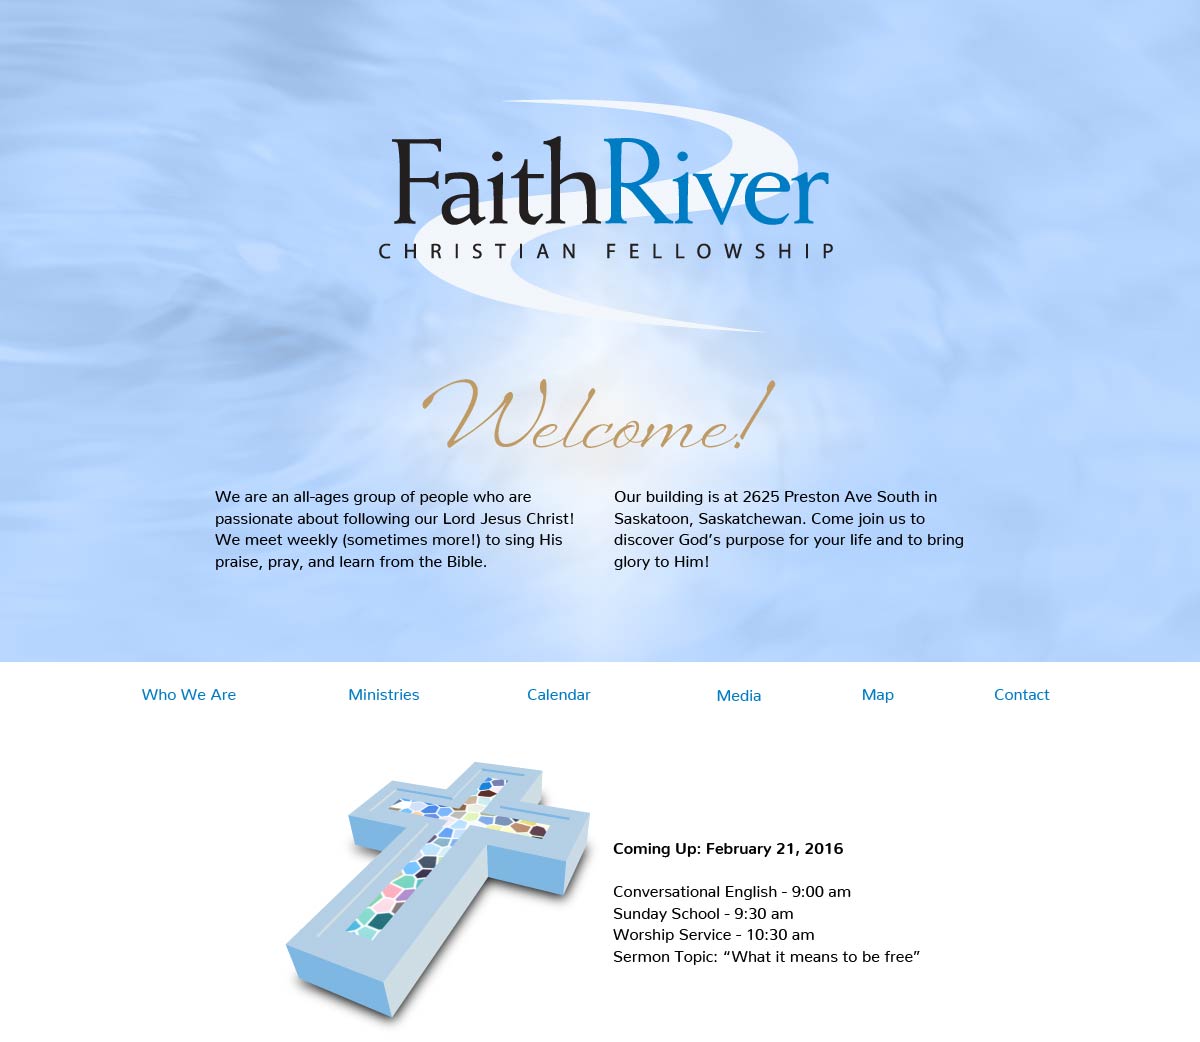 FaithRiver
CHRISTIAN FELLOWSHIP
Welcome!
We are an all-ages group of people who are
passionate about following our Lord Jesus Christ!
We meet weekly (sometimes more!) to sing His
praise, pray, and learn from the Bible.
Our building is at 2625 Preston Ave South in
Saskatoon, Saskatchewan. Come join us to
discover God’s purpose for your life and to bring
glory to Him!
Who We Are Ministries Calendar Media Map Contact
Coming Up: February 21, 2016
Conversational English - 9:00 am
Sunday School - 9:30 am
Worship Service - 10:30 am
Sermon Topic: “What it means to be free”